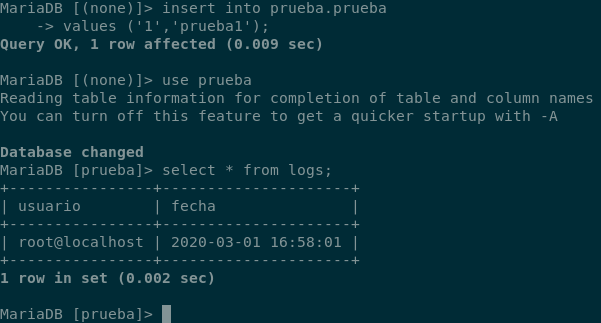 MariaDB [(none)]> insert into prueba.prueba
    -> values ('1','prueba1');
Query OK, 1 row affected (0.009 sec)

MariaDB [(none)]> use prueba
Reading table information for completion of table and column names
You can turn off this feature to get a quicker startup with -A

Database changed
MariaDB [prueba]> select * from logs;
+----------------+---------------------+
| usuario        | fecha               |
+----------------+---------------------+
| root@localhost | 2020-03-01 16:58:01 |
+----------------+---------------------+
1 row in set (0.002 sec)

MariaDB [prueba]>